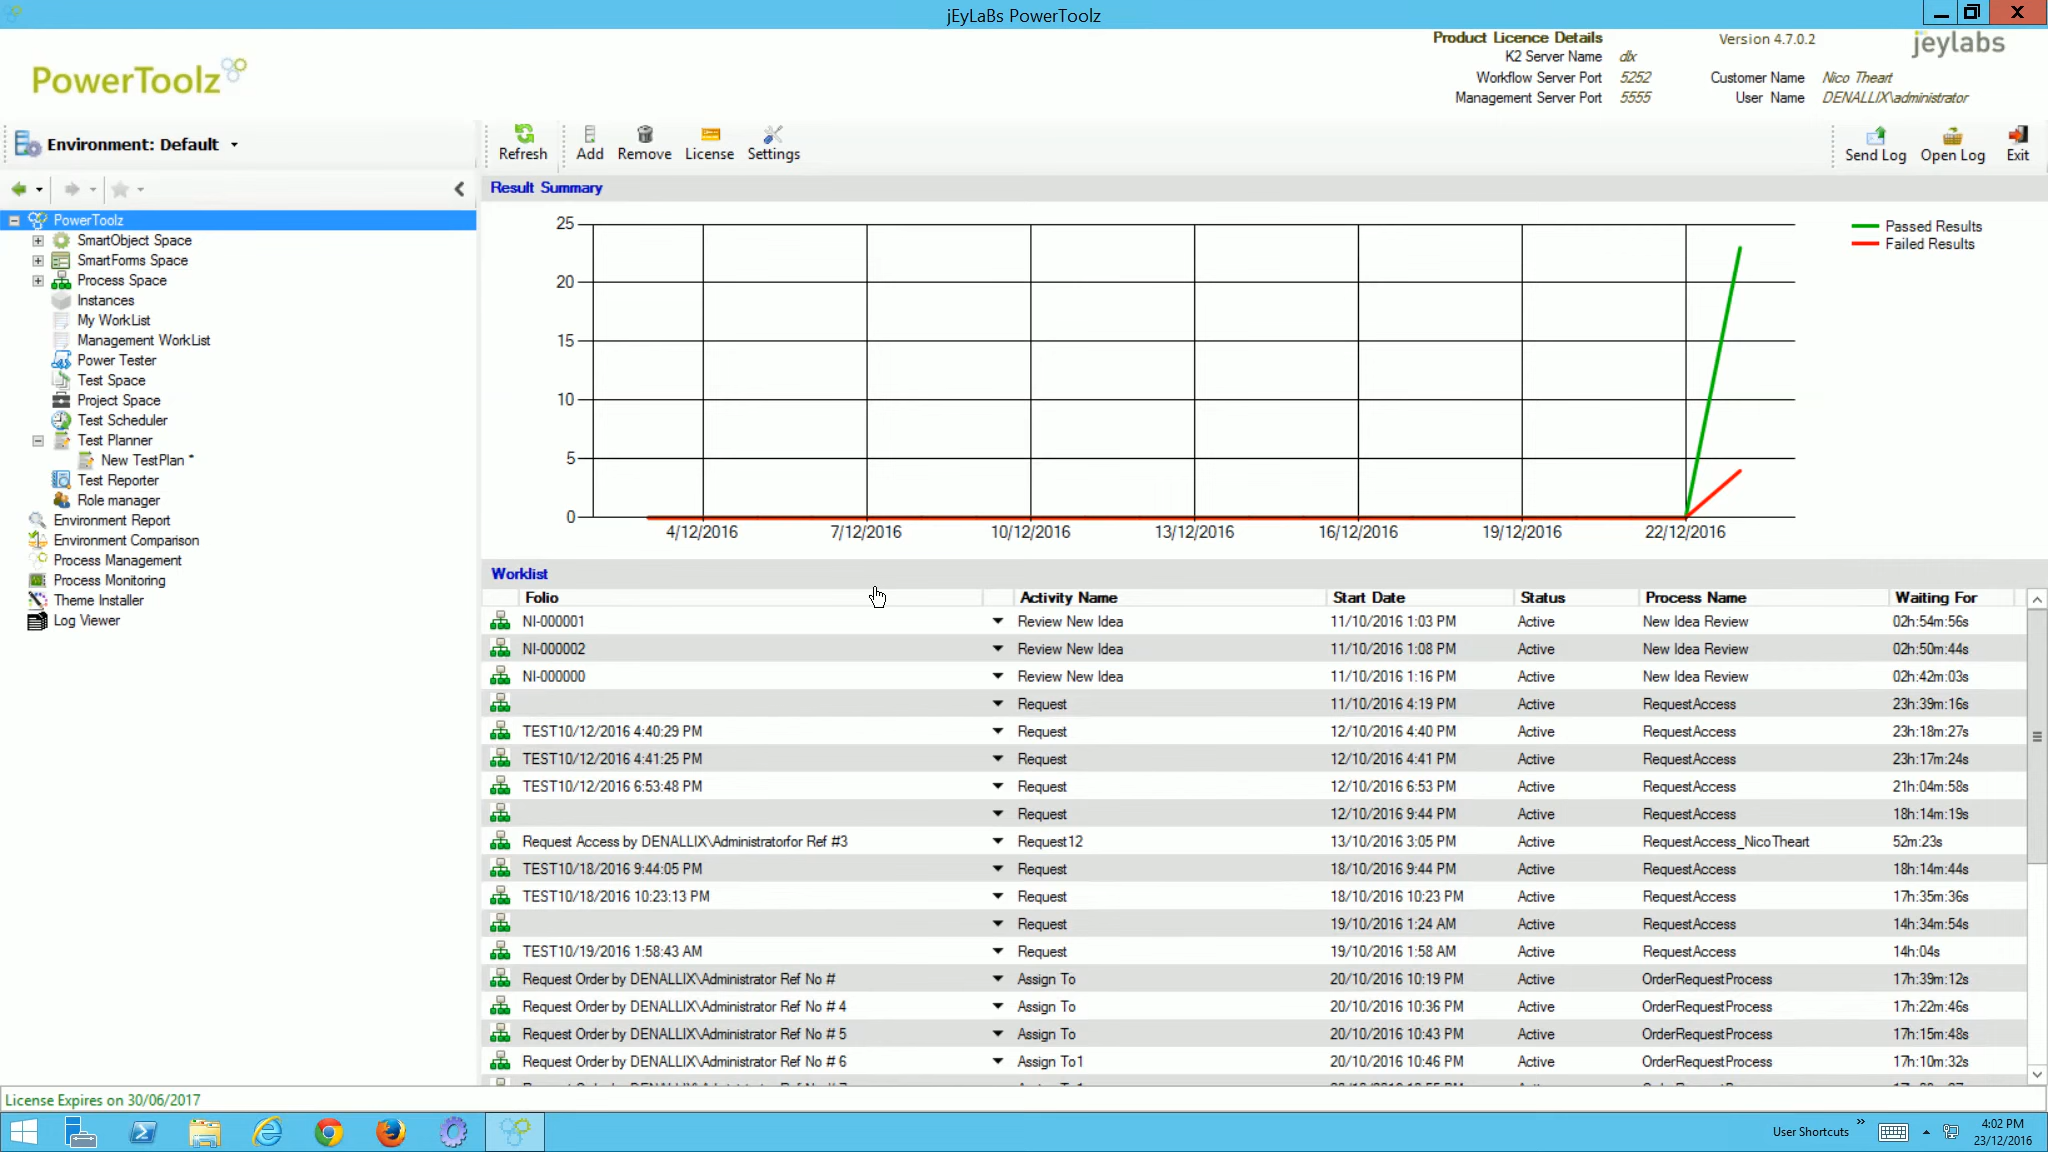 jEyLaBs PowerToolz
PowerToolz
Product Licence Details
K2 Server Name dlx
Workflow Server Port 5252
Management Server Port 5555
Version 4.7.0.2
Customer Name Nico Theart
User Name DENALLIX\administrator
jeylabs
Environment: Default
Refresh
Add
Remove
License
Settings
Send Log
Open Log
Exit
PowerToolz
SmartObject Space
SmartForms Space
Process Space
Instances
My WorkList
Management WorkList
Power Tester
Test Space
Project Space
Test Scheduler
Test Planner
New TestPlan *
Test Reporter
Role manager
Environment Report
Environment Comparison
Process Management
Process Monitoring
Theme Installer
Log Viewer
Result Summary
25
20
15
10
5
0
4/12/2016 7/12/2016 10/12/2016 13/12/2016 16/12/2016 19/12/2016 22/12/2016
Passed Results
Failed Results
Worklist
Folio Activity Name Start Date Status Process Name Waiting For
NI-000001 Review New Idea 11/10/2016 1:03 PM Active New Idea Review 02h:54m:56s
NI-000002 Review New Idea 11/10/2016 1:08 PM Active New Idea Review 02h:50m:44s
NI-000000 Review New Idea 11/10/2016 1:16 PM Active New Idea Review 02h:42m:03s
Request 11/10/2016 4:19 PM Active RequestAccess 23h:39m:16s
TEST10/12/2016 4:40:29 PM Request 12/10/2016 4:40 PM Active RequestAccess 23h:18m:27s
TEST10/12/2016 4:41:25 PM Request 12/10/2016 4:41 PM Active RequestAccess 23h:17m:24s
TEST10/12/2016 6:53:48 PM Request 12/10/2016 6:53 PM Active RequestAccess 21h:04m:58s
Request 12/10/2016 9:44 PM Active RequestAccess 18h:14m:19s
Request Access by DENALLIX\Administratorfor Ref #3 Request12 13/10/2016 3:05 PM Active RequestAccess_NicoTheart 52m:23s
TEST10/18/2016 9:44:05 PM Request 18/10/2016 9:44 PM Active RequestAccess 18h:14m:44s
TEST10/18/2016 10:23:13 PM Request 18/10/2016 10:23 PM Active RequestAccess 17h:35m:36s
Request 19/10/2016 1:24 AM Active RequestAccess 14h:34m:54s
TEST10/19/2016 1:58:43 AM Request 19/10/2016 1:58 AM Active RequestAccess 14h:04s
Request Order by DENALLIX\Administrator Ref No # Assign To 20/10/2016 10:19 PM Active OrderRequestProcess 17h:39m:12s
Request Order by DENALLIX\Administrator Ref No # 4 Assign To 20/10/2016 10:36 PM Active OrderRequestProcess 17h:22m:46s
Request Order by DENALLIX\Administrator Ref No # 5 Assign To 20/10/2016 10:43 PM Active OrderRequestProcess 17h:15m:48s
Request Order by DENALLIX\Administrator Ref No # 6 Assign To1 20/10/2016 10:46 PM Active OrderRequestProcess 17h:10m:32s
License Expires on 30/06/2017
User Shortcuts
4:02 PM
23/12/2016